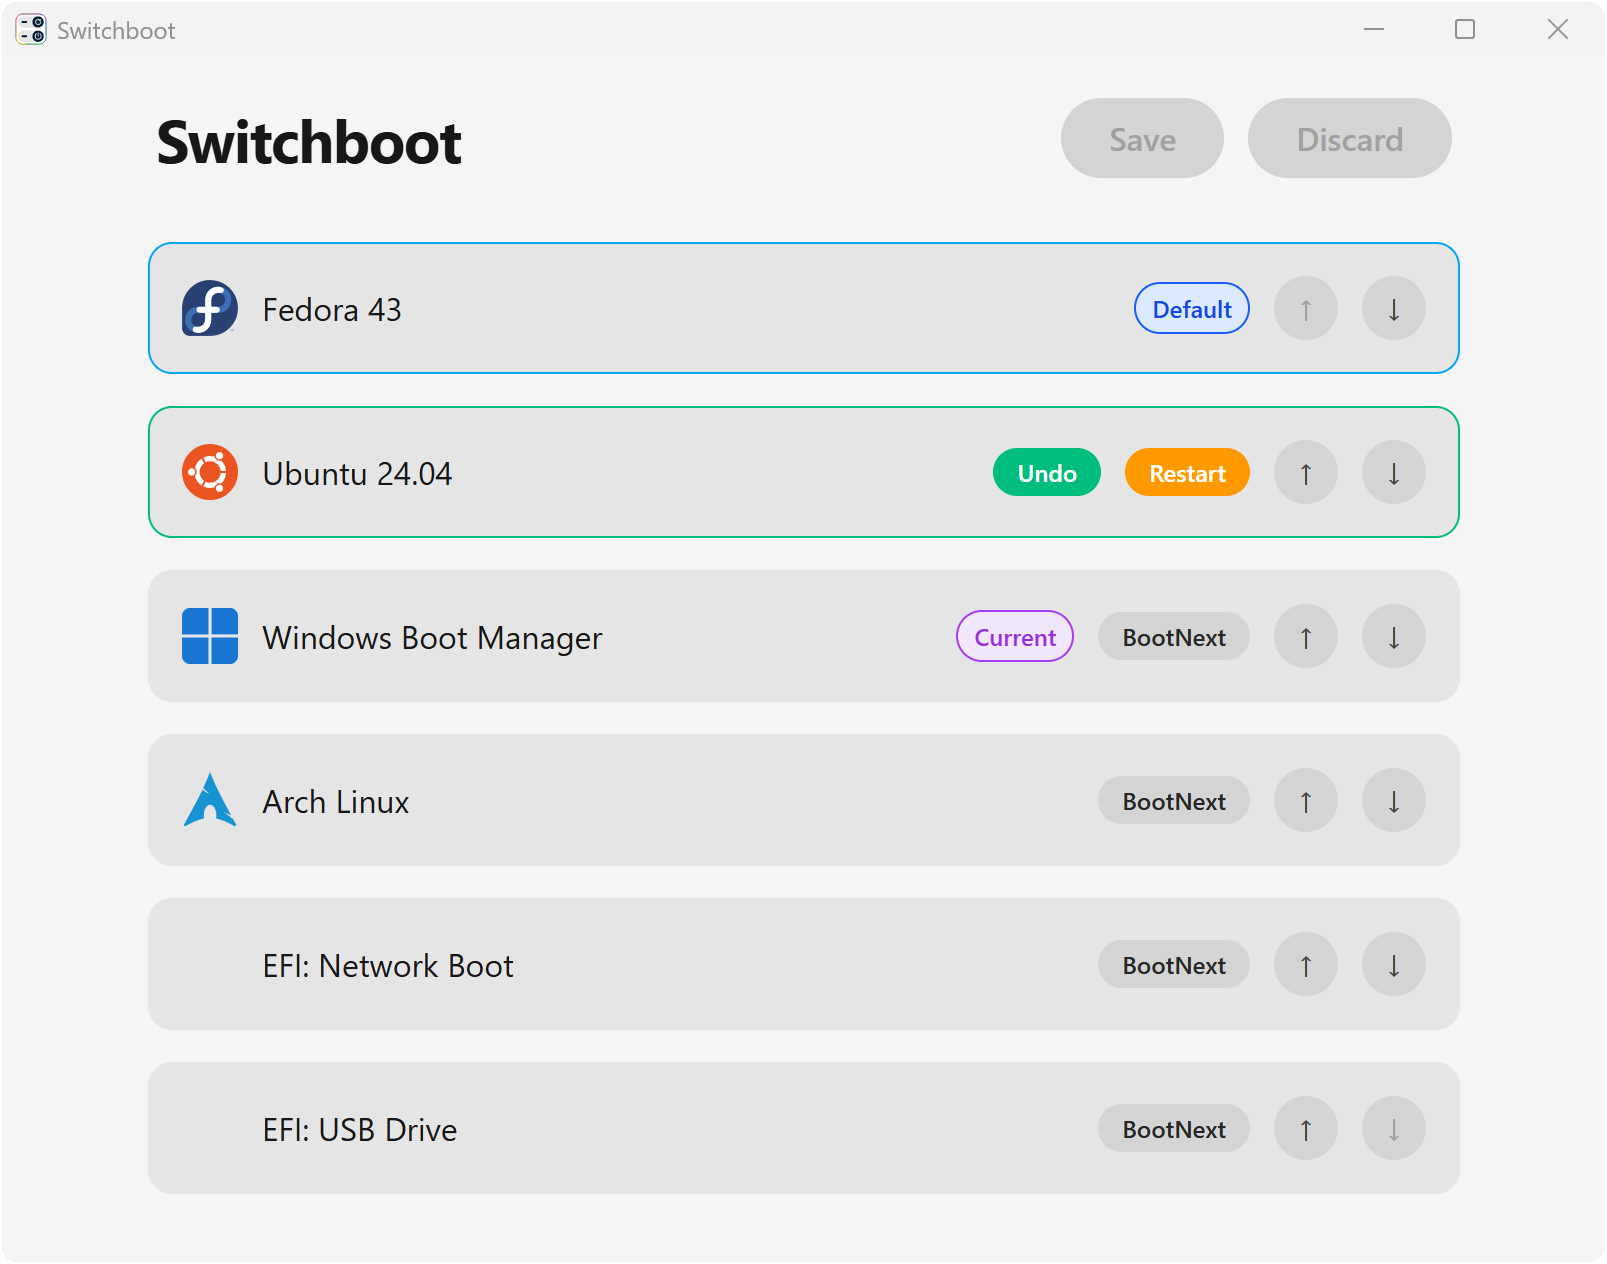 Switchboot
Switchboot
Save
Discard
Fedora 43
Default
↑
↓
Ubuntu 24.04
Undo
Restart
↑
↓
Windows Boot Manager
Current
BootNext
↑
↓
Arch Linux
BootNext
↑
↓
EFI: Network Boot
BootNext
↑
↓
EFI: USB Drive
BootNext
↑
↓